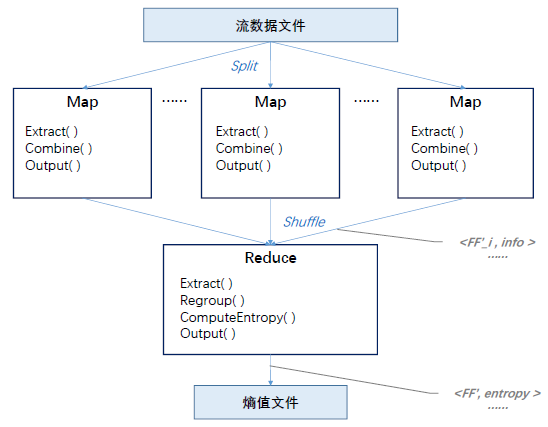 流数据文件
Split
Map
Extract( )
Combine( )
Output( )
……
Map
Extract( )
Combine( )
Output( )
……
Map
Extract( )
Combine( )
Output( )
Shuffle
<FF'_i , info >
……
Reduce
Extract( )
Regroup( )
ComputeEntropy( )
Output( )
<FF', entropy >
……
熵值文件